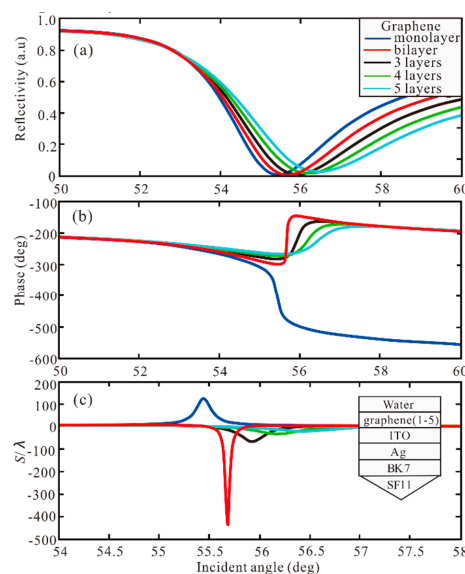 Graphene
monolayer
bilayer
3 layers
4 layers
5 layers
(a)
Reflectivity (a.u)
1.0
0.8
0.6
0.4
0.2
0
50 52 54 56 58 60
(b)
Phase (deg)
-100
-200
-300
-400
-500
-600
50 52 54 56 58 60
(c)
S/λ
200
100
0
-100
-200
-300
-400
-500
Water
graphene(1-5)
ITO
Ag
BK7
SF11
54 54.5 55 55.5 56 56.5 57 57.5 58
Incident angle (deg)